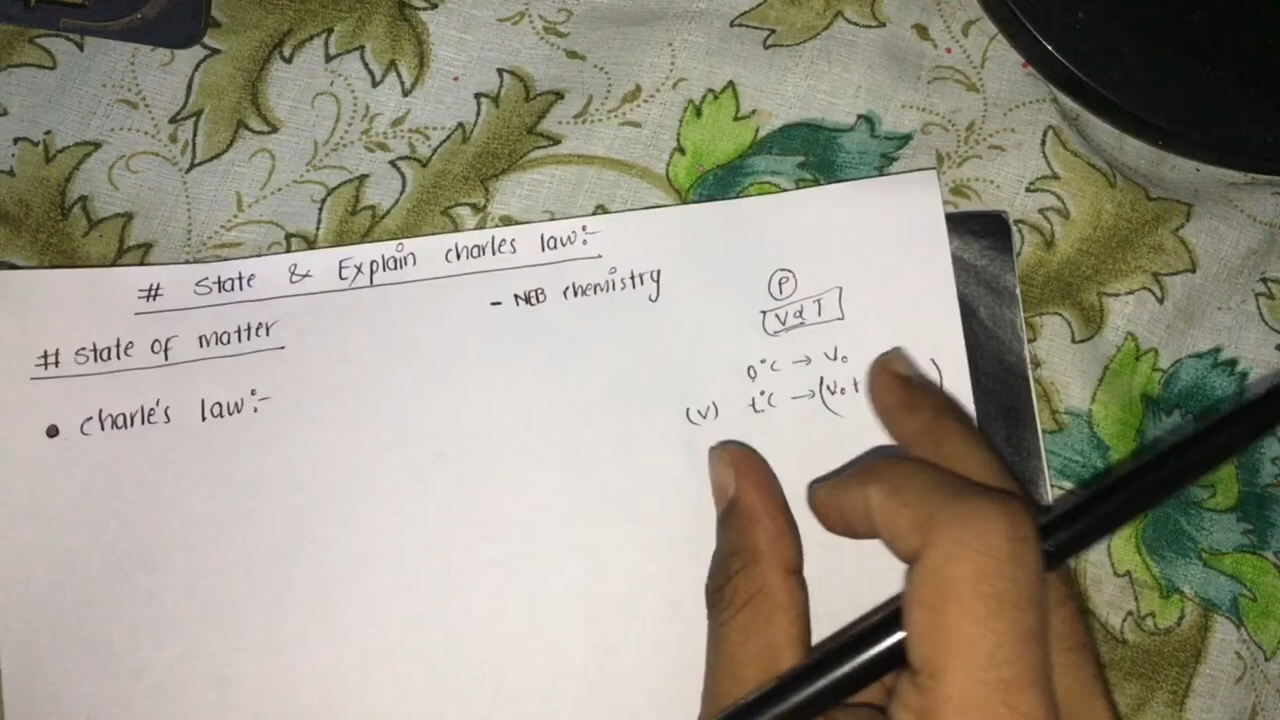 # State & Explain charles law:-
- NEB chemistry
# State of matter
• charle's law:-
P
V α T
0°c → V₀
(V) t°c → (V₀ + )